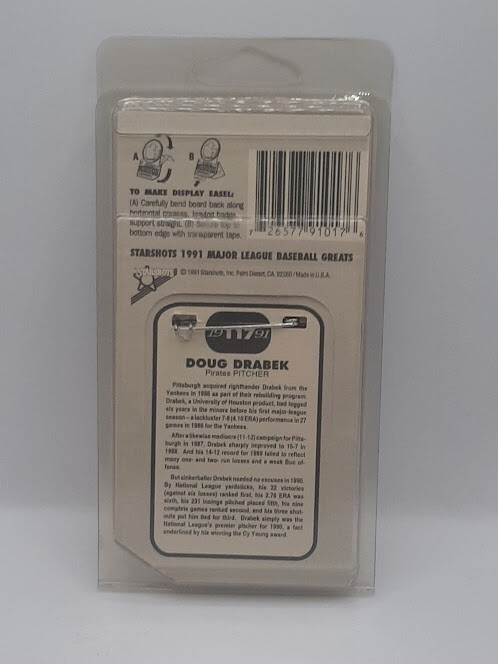 A B
TO MAKE DISPLAY EASEL:
(A) Carefully bend board back along
horizontal creases, leaving badge
support straight. (B) Secure top to
bottom edge with transparent tape.
7 26577 91017 6
STARSHOTS 1991 MAJOR LEAGUE BASEBALL GREATS
STARSHOTS © 1991 Starshots, Inc. Palm Desert, CA. 92260 / Made in U.S.A.
19 117 91
DOUG DRABEK
Pirates PITCHER
Pittsburgh acquired righthander Drabek from the
Yankees in 1986 as part of their rebuilding program.
Drabek, a University of Houston product, had logged
six years in the minors before his first major-league
season—a lackluster 7-8 (4.10 ERA) performance in 27
games in 1986 for the Yankees.
After a likewise mediocre (11-12) campaign for Pitts-
burgh in 1987, Drabek sharply improved to 15-7 in
1988. And his 14-12 record for 1989 failed to reflect
many one- and two- run losses and a weak Buc of-
fense.
But sinkerballer Drabek needed no excuses in 1990.
By National League yardsticks, his 22 victories
(against six losses) ranked first, his 2.76 ERA was
sixth, his 231 innings pitched placed fifth, his nine
complete games ranked second, and his three shut-
outs put him tied for third. Drabek simply was the
National League's premier pitcher for 1990, a fact
underlined by his winning the Cy Young award.